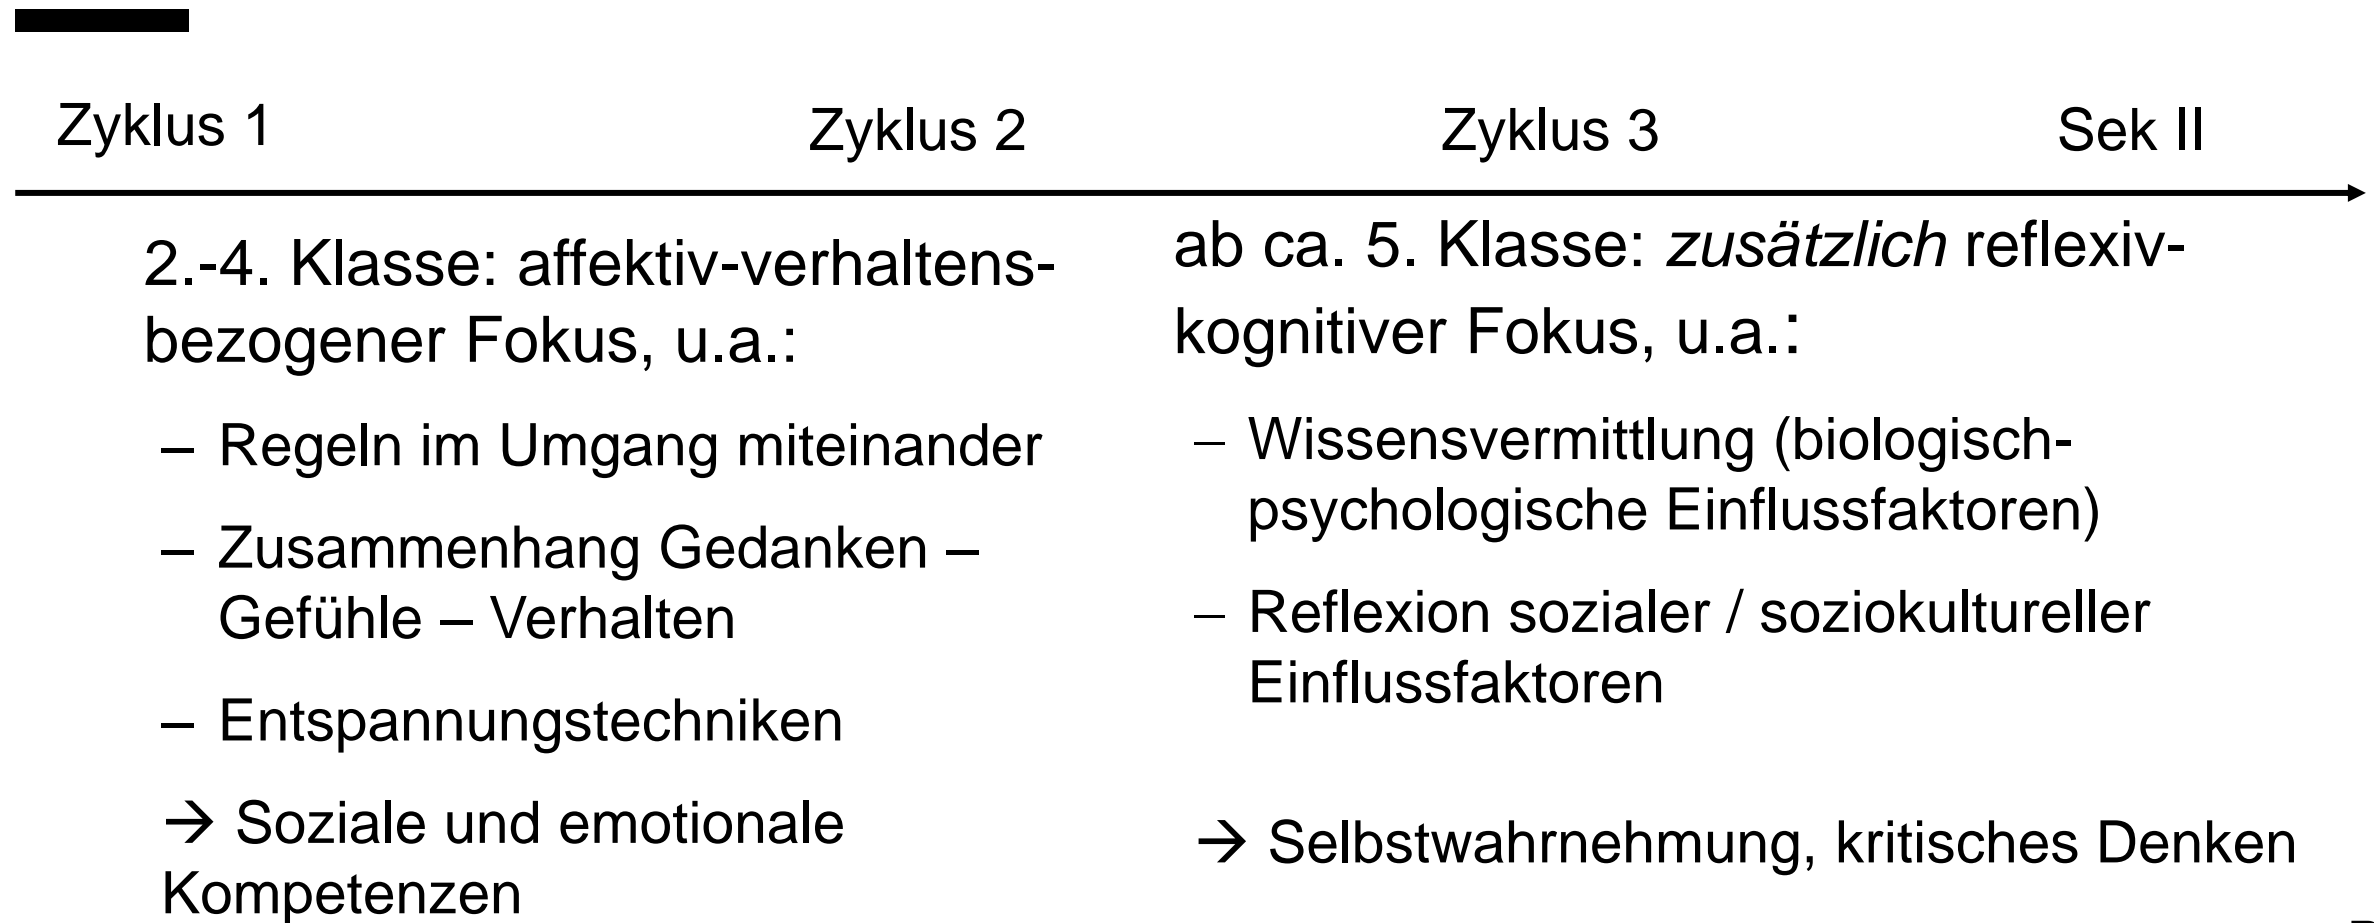 Zyklus 1
Zyklus 2
Zyklus 3
Sek II
2.-4. Klasse: affektiv-verhaltens-
bezogener Fokus, u.a.:
– Regeln im Umgang miteinander
– Zusammenhang Gedanken –
Gefühle – Verhalten
– Entspannungstechniken
→ Soziale und emotionale
Kompetenzen
ab ca. 5. Klasse: zusätzlich reflexiv-
kognitiver Fokus, u.a.:
– Wissensvermittlung (biologisch-
psychologische Einflussfaktoren)
– Reflexion sozialer / soziokultureller
Einflussfaktoren
→ Selbstwahrnehmung, kritisches Denken